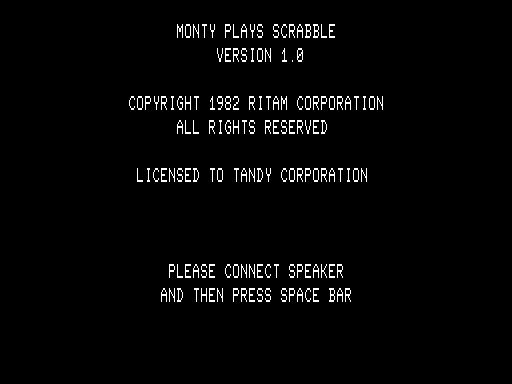 MONTY PLAYS SCRABBLE
VERSION 1.0
COPYRIGHT 1982 RITAM CORPORATION
ALL RIGHTS RESERVED
LICENSED TO TANDY CORPORATION
PLEASE CONNECT SPEAKER
AND THEN PRESS SPACE BAR